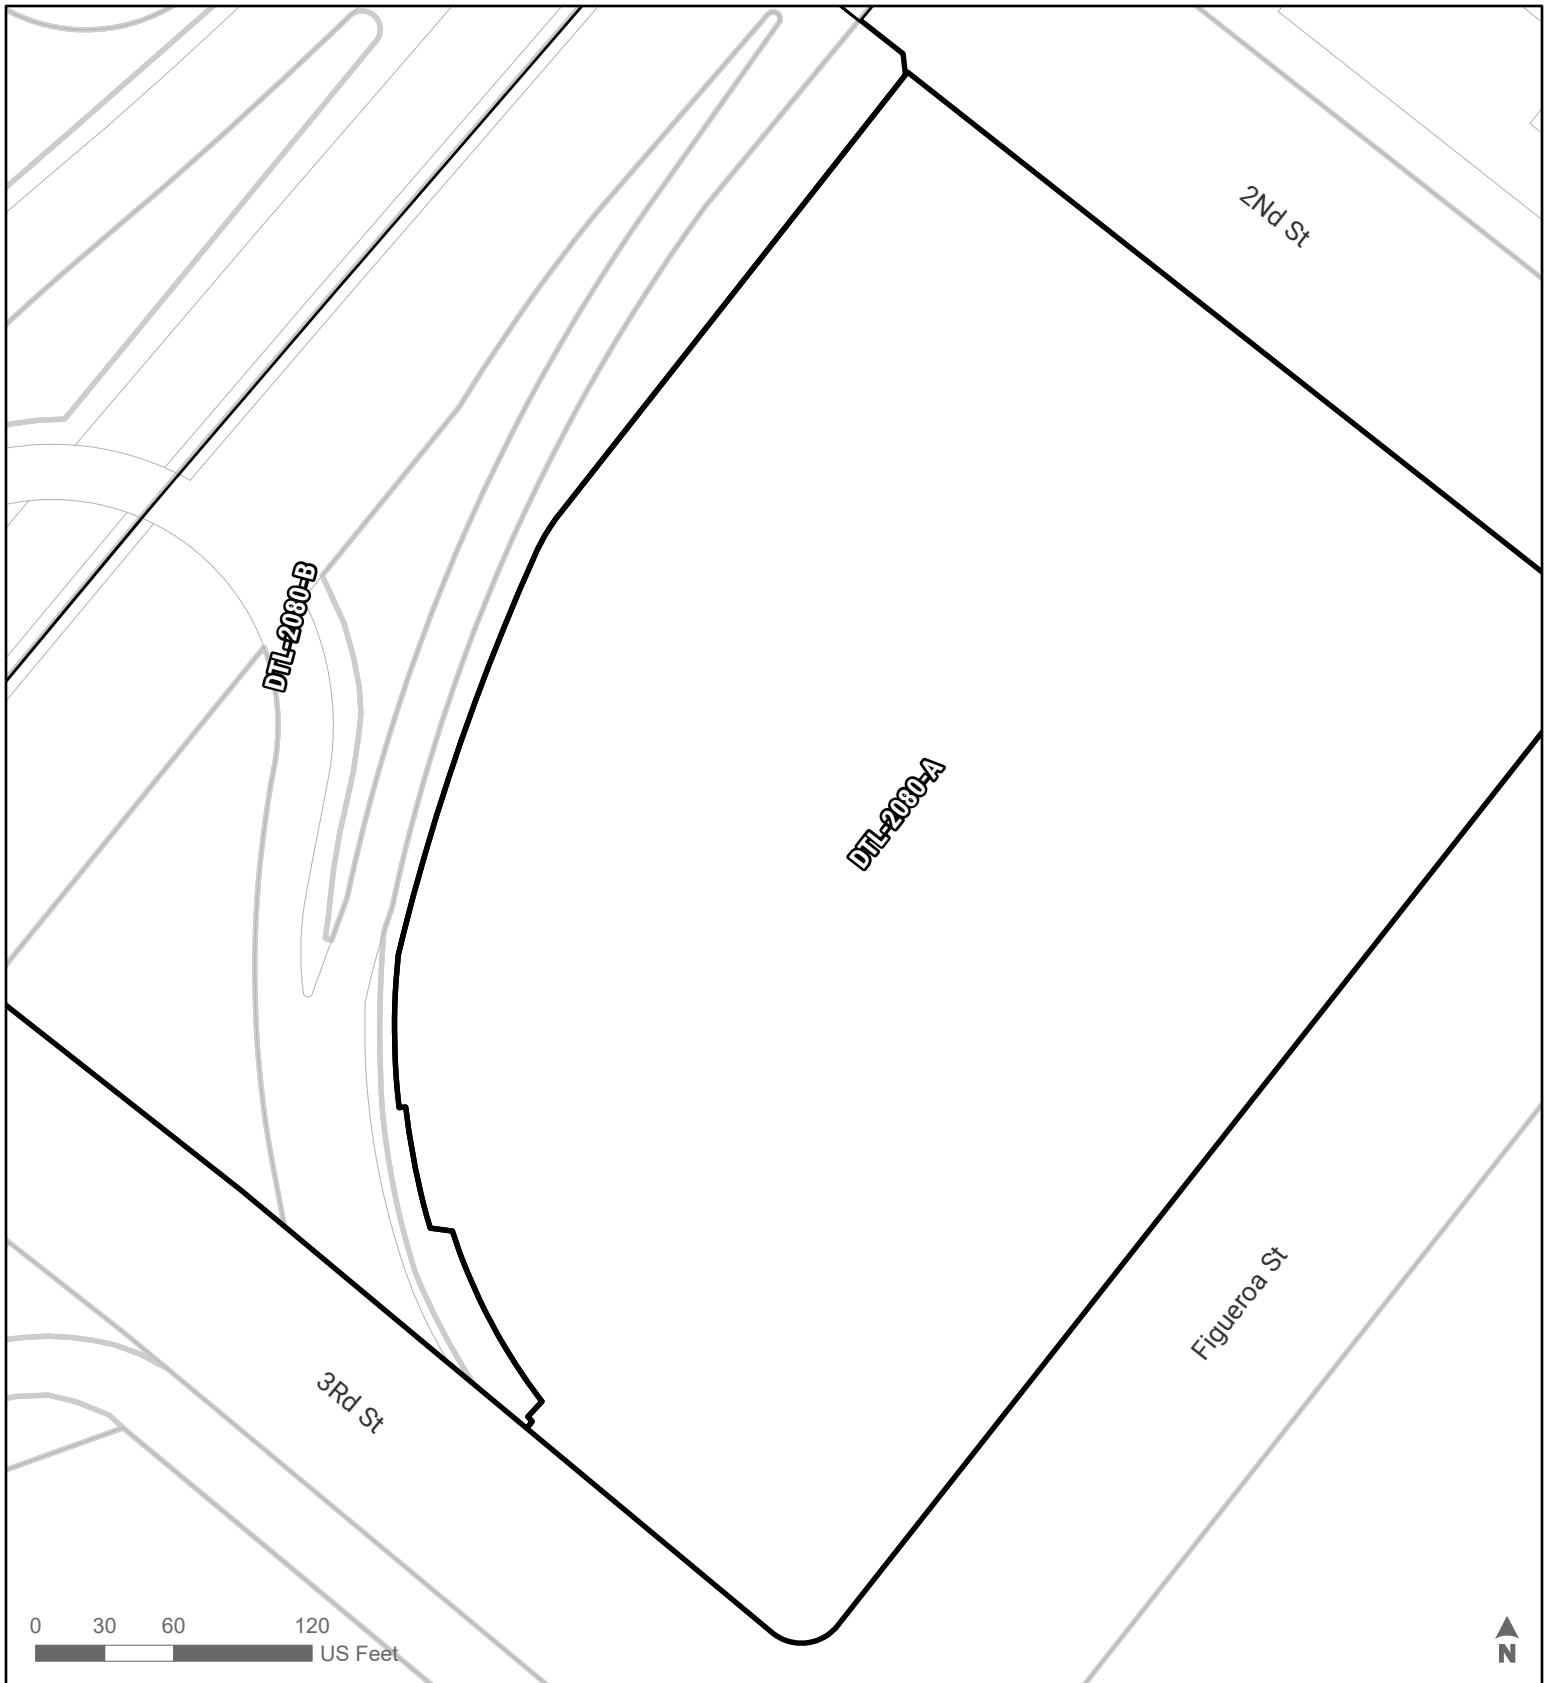 2Nd St
DTL-2080-B
DTL-2080-A
Figueroa St
3Rd St
0 30 60 120
US Feet
N